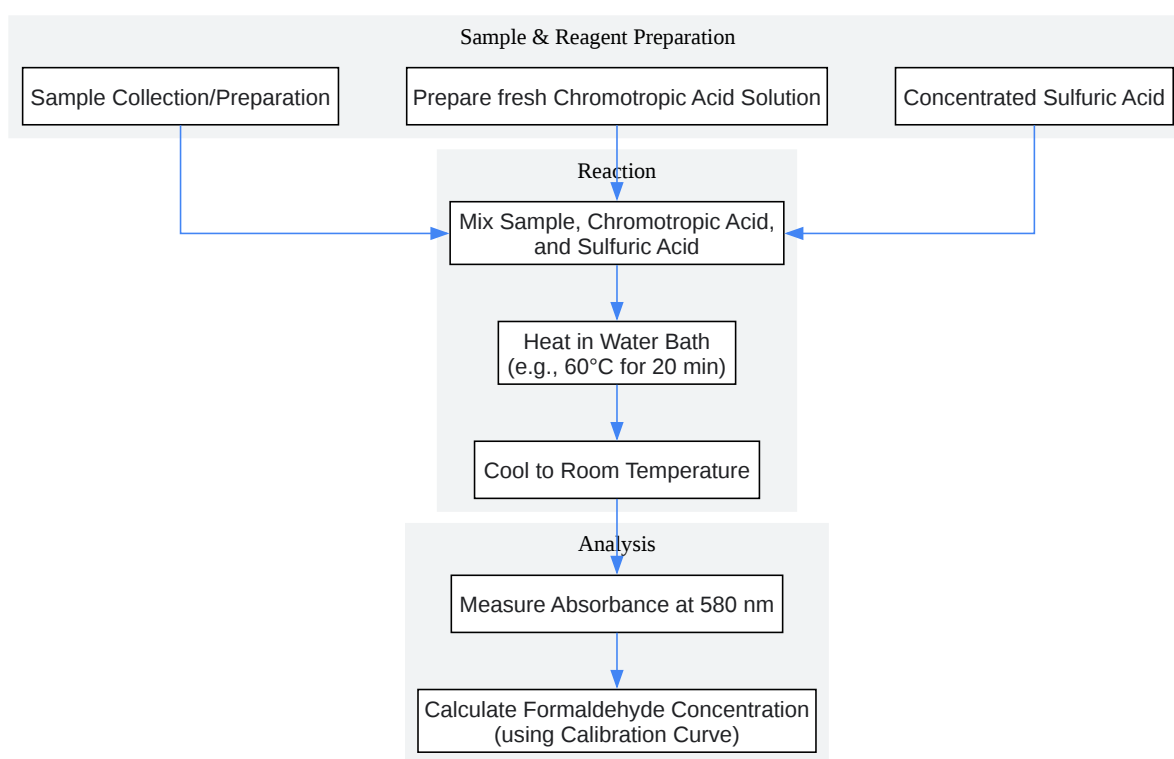 Sample & Reagent Preparation
Sample Collection/Preparation
Prepare fresh Chromotropic Acid Solution
Concentrated Sulfuric Acid
Reaction
Mix Sample, Chromotropic Acid,
and Sulfuric Acid
Heat in Water Bath
(e.g., 60°C for 20 min)
Cool to Room Temperature
Analysis
Measure Absorbance at 580 nm
Calculate Formaldehyde Concentration
(using Calibration Curve)